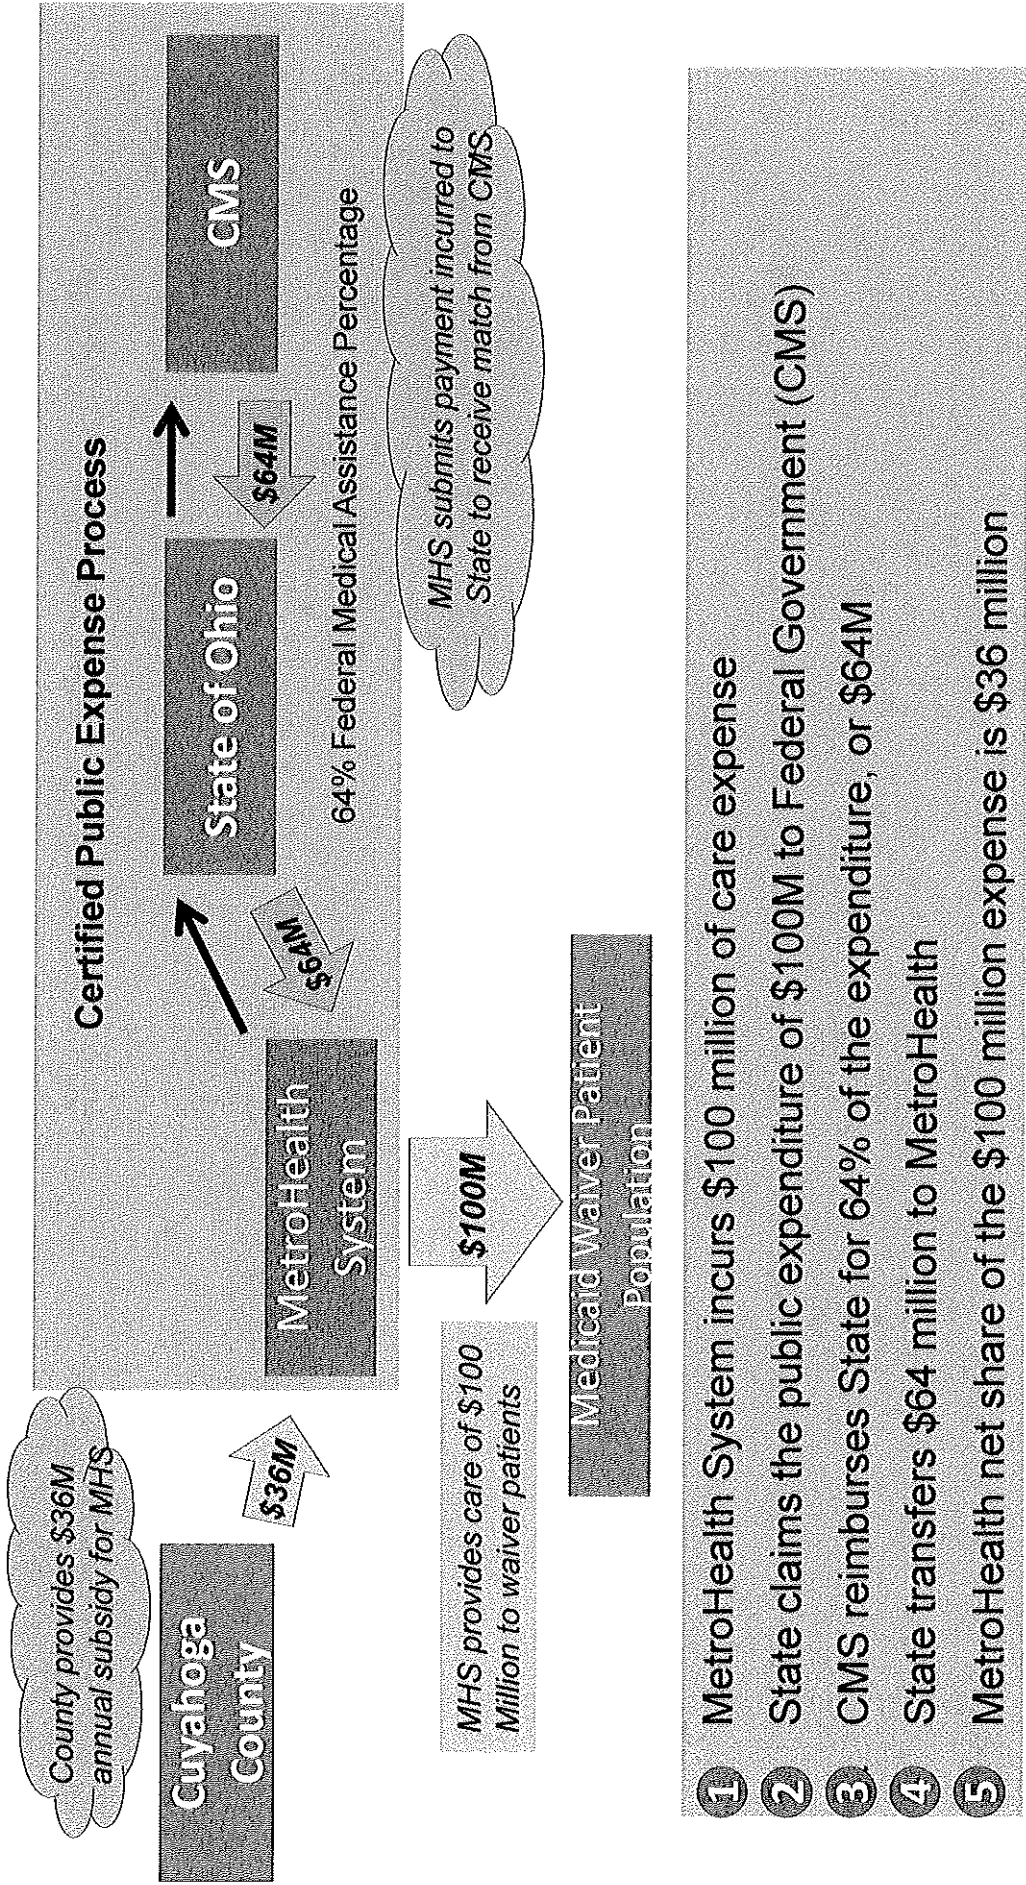 Certified Public Expense Process
County provides $36M
annual subsidy for MHS
Cuyahoga
County
$36M
MetroHealth
System
$64M
State of Ohio
$64M
CMS
64% Federal Medical Assistance Percentage
MHS submits payment incurred to
State to receive match from CMS
MHS provides care of $100
Million to waiver patients
$100M
Medicaid Waiver Patient
Population
1 MetroHealth System incurs $100 million of care expense
2 State claims the public expenditure of $100M to Federal Government (CMS)
3 CMS reimburses State for 64% of the expenditure, or $64M
4 State transfers $64 million to MetroHealth
5 MetroHealth net share of the $100 million expense is $36 million